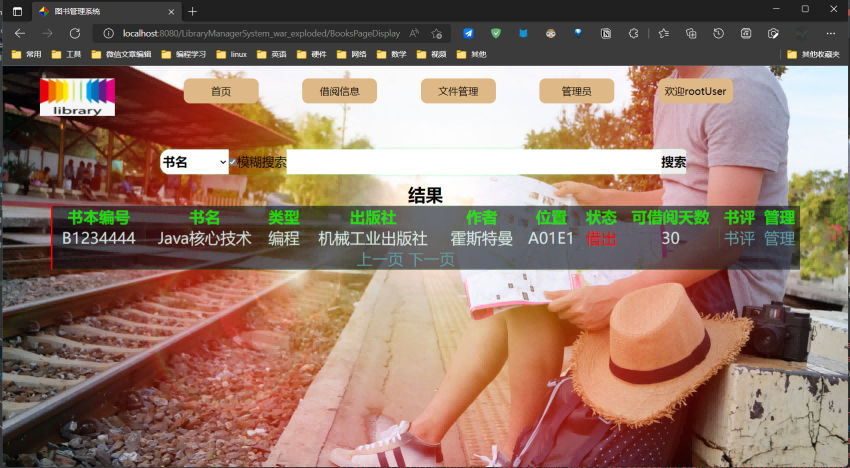 图书管理系统
localhost:8080/LibraryManagerSystem_war_exploded/BooksPageDisplay
常用 工具 微信文章编辑 编程学习 linux 英语 硬件 网络 数学 视频 其他 其他收藏夹
library 首页 借阅信息 文件管理 管理员 欢迎rootUser
书名 模糊搜索 搜索
结果
书本编号 书名 类型 出版社 作者 位置 状态 可借阅天数 书评 管理
B1234444 Java核心技术 编程 机械工业出版社 霍斯特曼 A01E1 借出 30 书评 管理
上一页 下一页